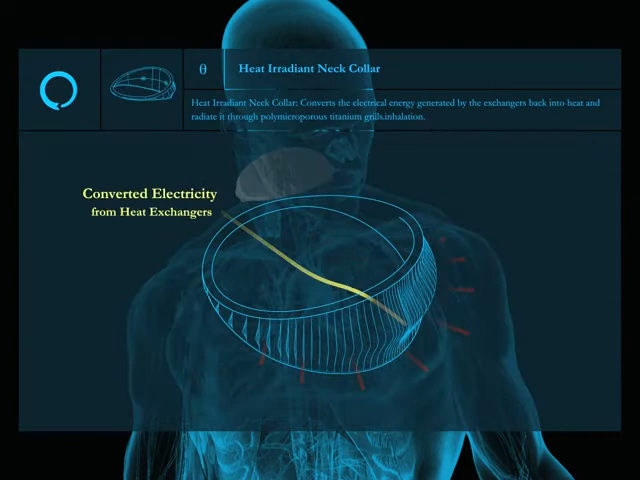 θ Heat Irradiant Neck Collar
Heat Irradiant Neck Collar: Converts the electrical energy generated by the exchangers back into heat and
radiate it through polymicroporous titanium grills.inhalation.
Converted Electricity
from Heat Exchangers